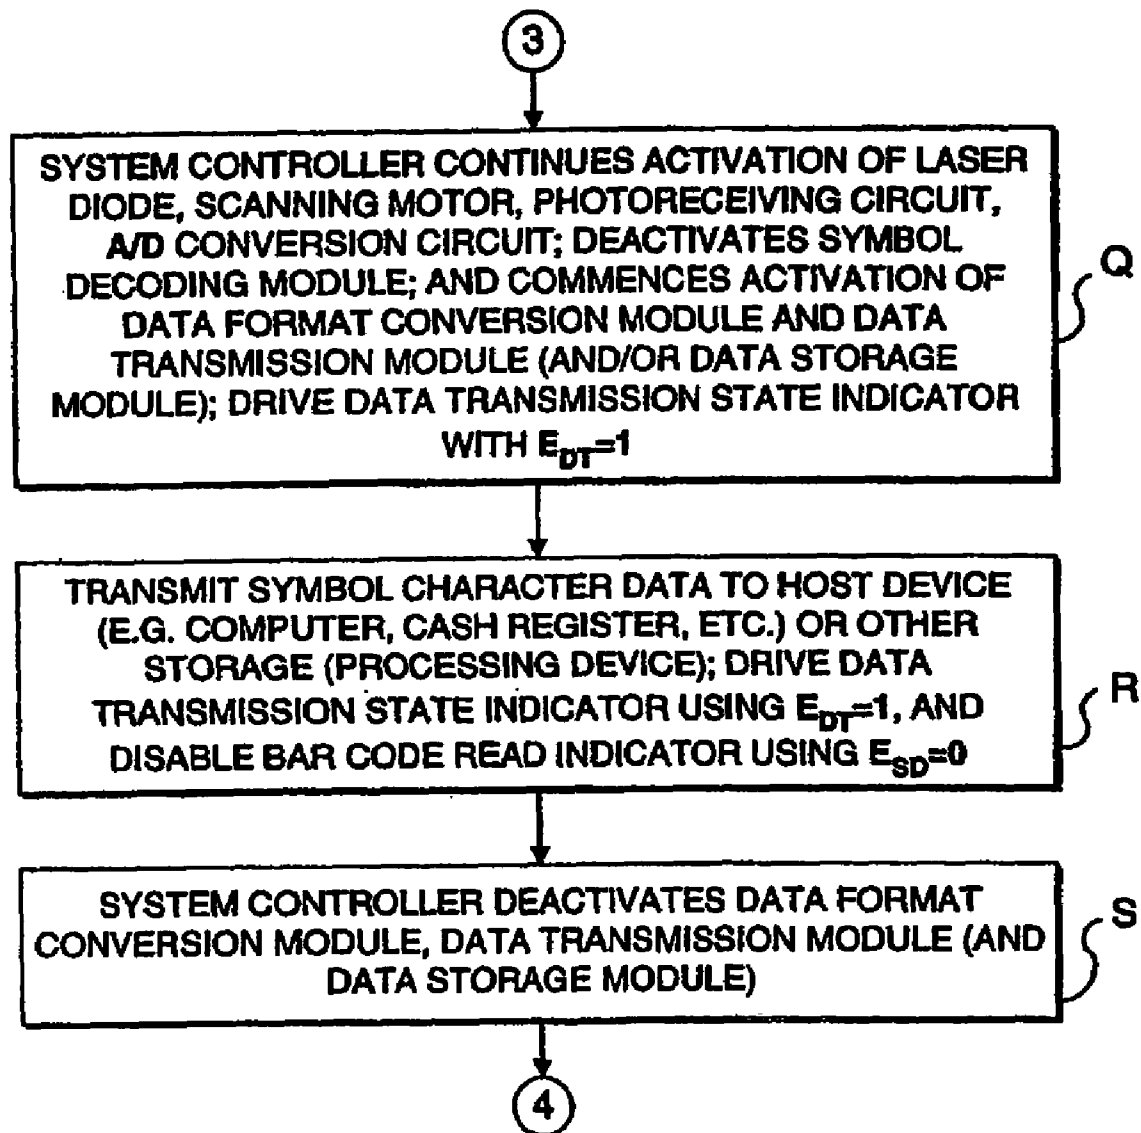 3
SYSTEM CONTROLLER CONTINUES ACTIVATION OF LASER
DIODE, SCANNING MOTOR, PHOTORECEIVING CIRCUIT,
A/D CONVERSION CIRCUIT; DEACTIVATES SYMBOL
DECODING MODULE; AND COMMENCES ACTIVATION OF
DATA FORMAT CONVERSION MODULE AND DATA
TRANSMISSION MODULE (AND/OR DATA STORAGE
MODULE); DRIVE DATA TRANSMISSION STATE INDICATOR
WITH E_DT=1
Q
TRANSMIT SYMBOL CHARACTER DATA TO HOST DEVICE
(E.G. COMPUTER, CASH REGISTER, ETC.) OR OTHER
STORAGE (PROCESSING DEVICE); DRIVE DATA
TRANSMISSION STATE INDICATOR USING E_DT=1, AND
DISABLE BAR CODE READ INDICATOR USING E_SD=0
R
SYSTEM CONTROLLER DEACTIVATES DATA FORMAT
CONVERSION MODULE, DATA TRANSMISSION MODULE (AND
DATA STORAGE MODULE)
S
4